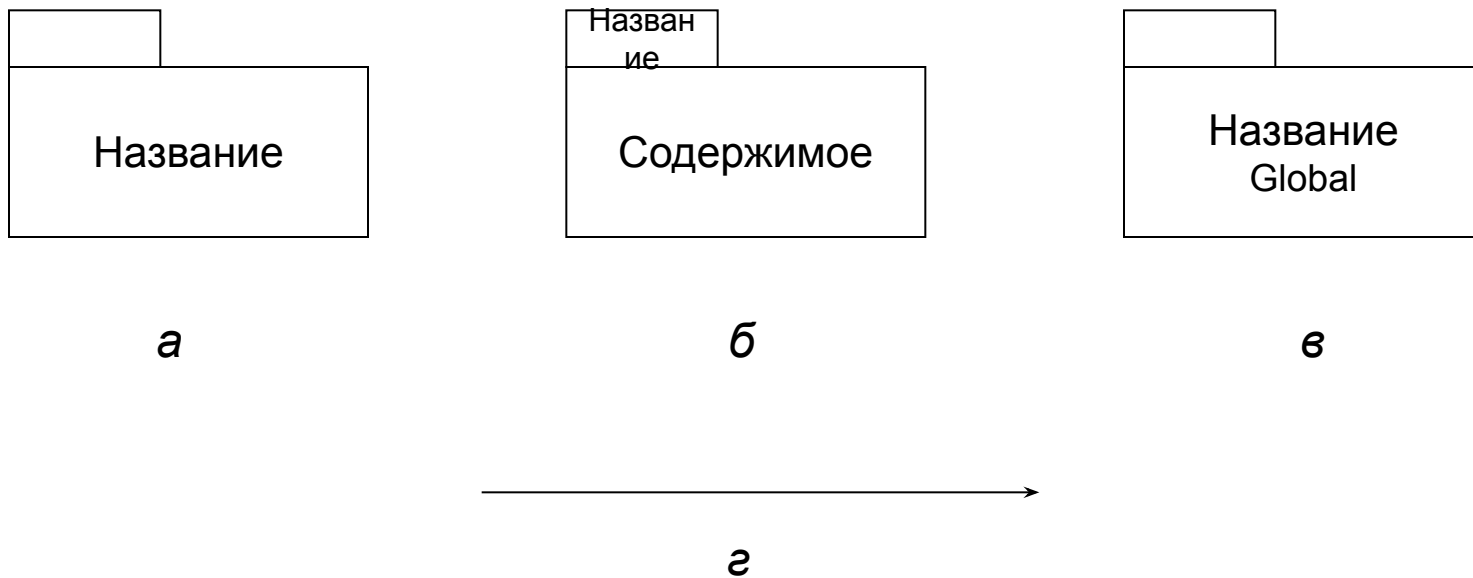 Назван
ие
Название
Содержимое
Название
Global
а
б
в
г